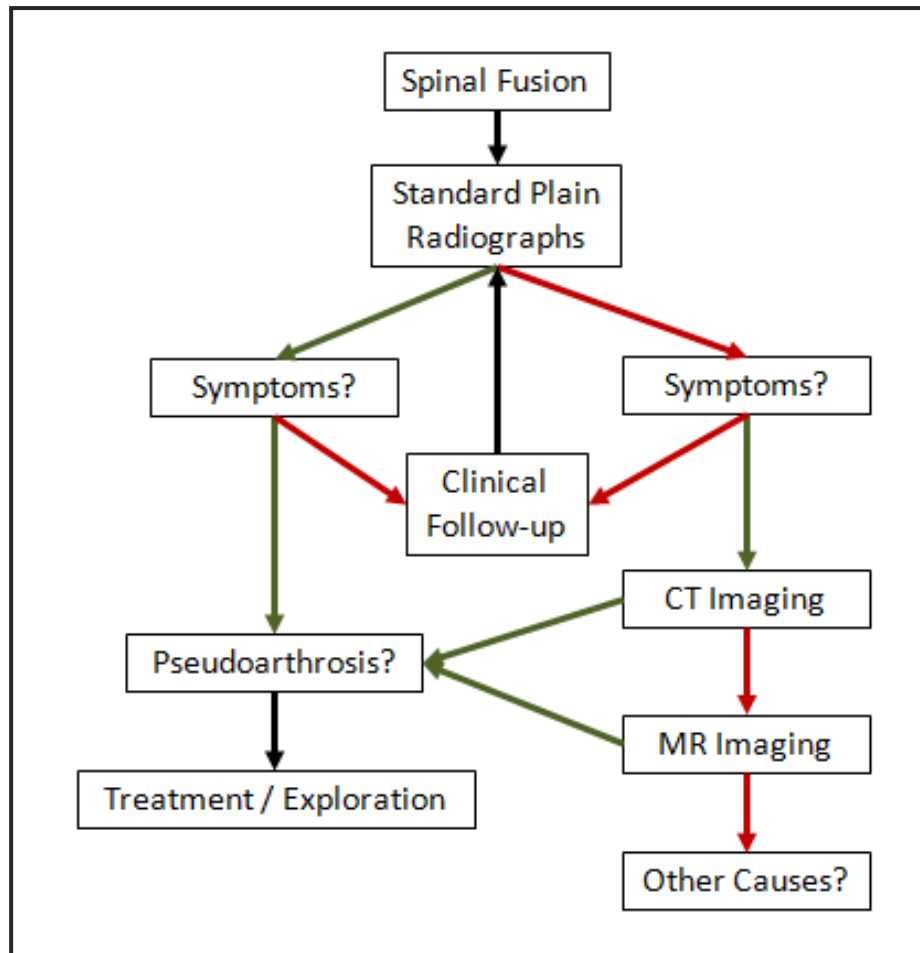 Spinal Fusion
Standard Plain
Radiographs
Symptoms?
Symptoms?
Clinical
Follow-up
CT Imaging
Pseudoarthrosis?
MR Imaging
Treatment / Exploration
Other Causes?